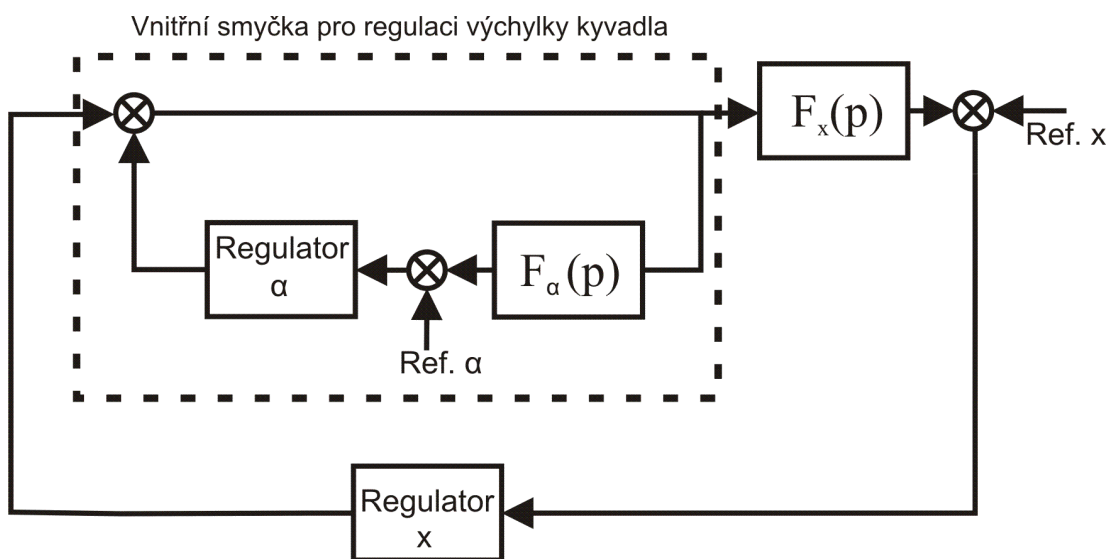 Vnitřní smyčka pro regulaci výchylky kyvadla
Fx(p)
Ref. x
Regulator
α
Fα(p)
Ref. α
Regulator
x